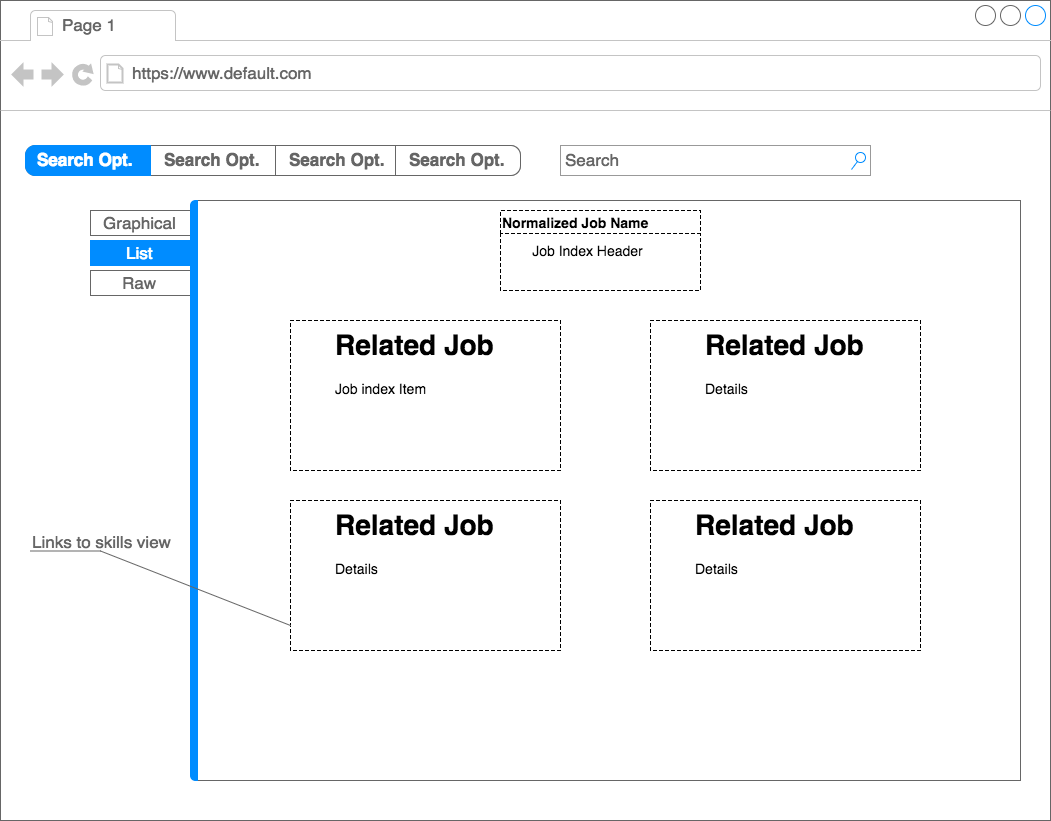 Page 1
https://www.default.com
Search Opt. Search Opt. Search Opt. Search Opt. Search
Graphical
List
Raw
Normalized Job Name
Job Index Header
Related Job
Job index Item
Related Job
Details
Links to skills view
Related Job
Details
Related Job
Details